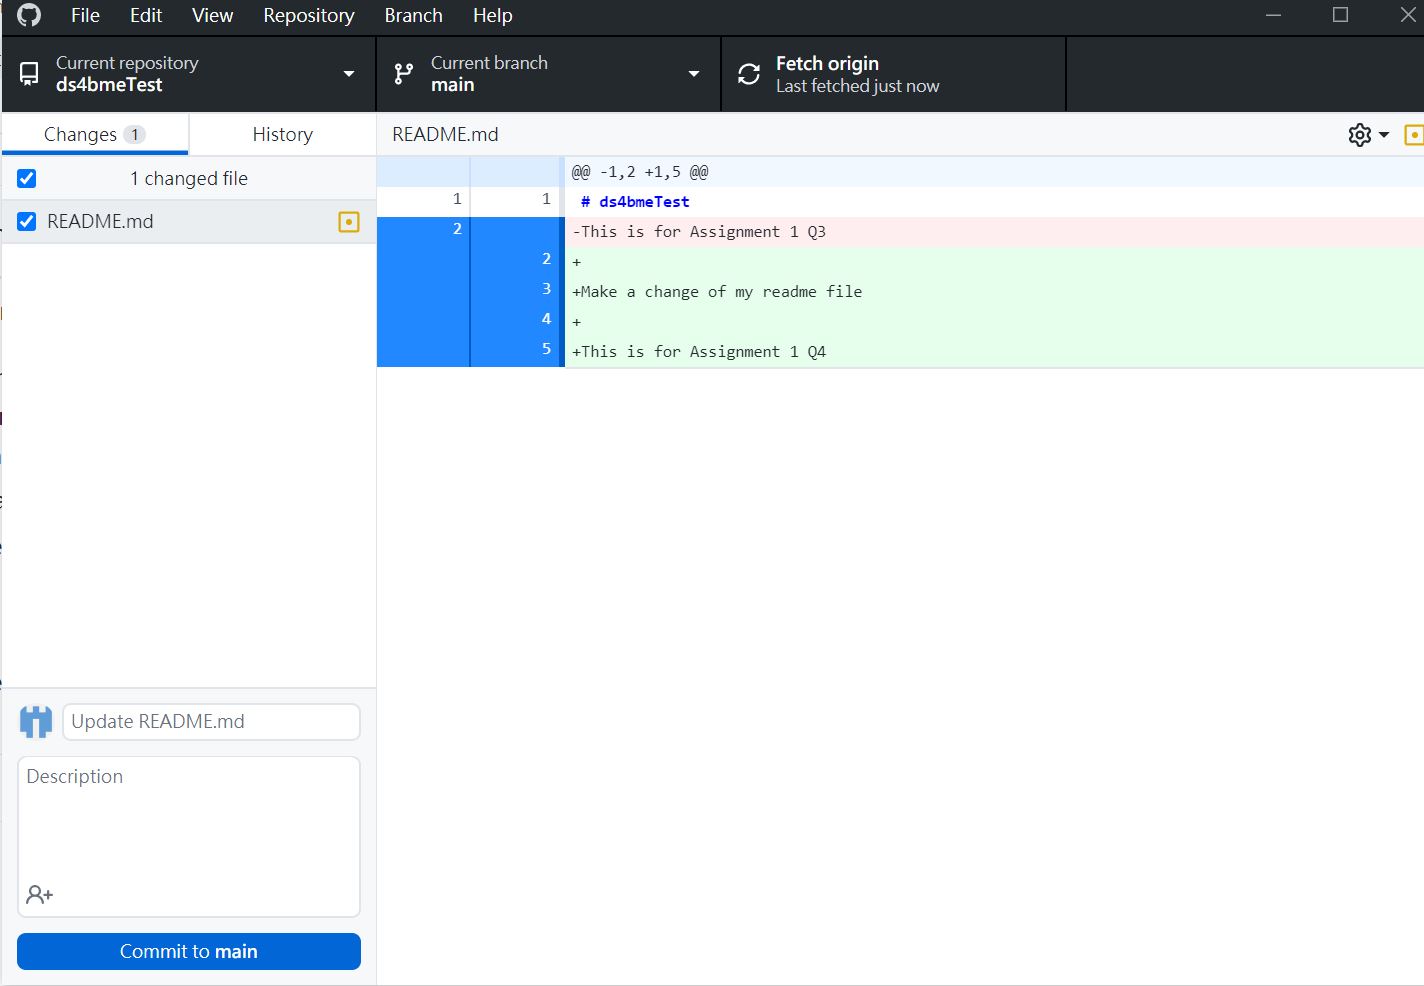 File Edit View Repository Branch Help
Current repository
ds4bmeTest
Current branch
main
Fetch origin
Last fetched just now
Changes 1
History
README.md
1 changed file
README.md
@@ -1,2 +1,5 @@
1 1 # ds4bmeTest
2 -This is for Assignment 1 Q3
2 +
3 +Make a change of my readme file
4 +
5 +This is for Assignment 1 Q4
Update README.md
Description
Commit to main